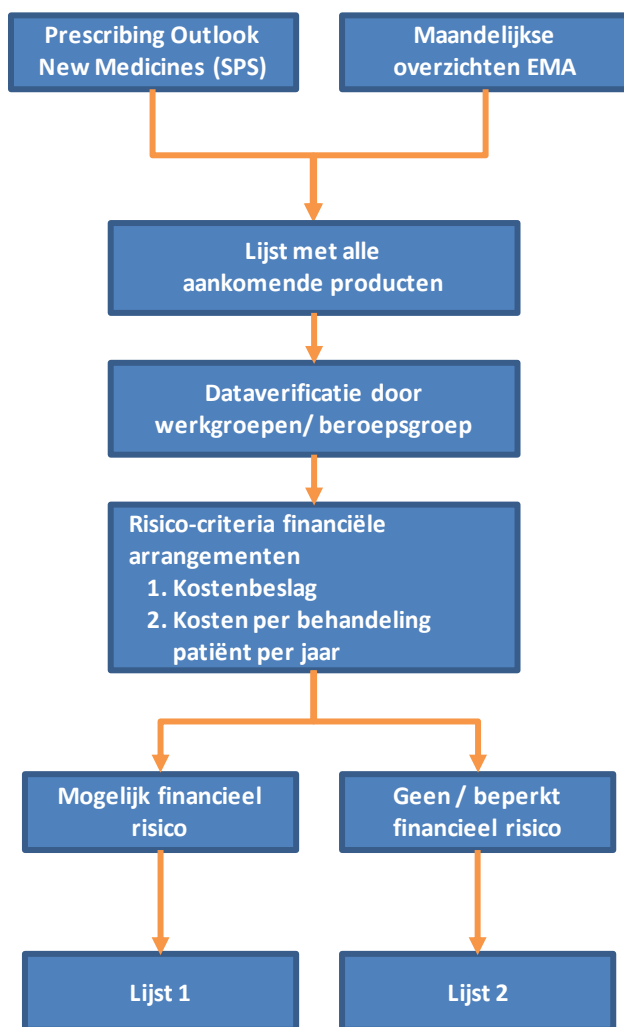 Prescribing Outlook
New Medicines (SPS)
Maandelijkse
overzichten EMA
Lijst met alle
aankomende producten
Dataverificatie door
werkgroepen/ beroepsgroep
Risico-criteria financiële
arrangementen
1. Kostenbeslag
2. Kosten per behandeling
patiënt per jaar
Mogelijk financieel
risico
Geen / beperkt
financieel risico
Lijst 1
Lijst 2